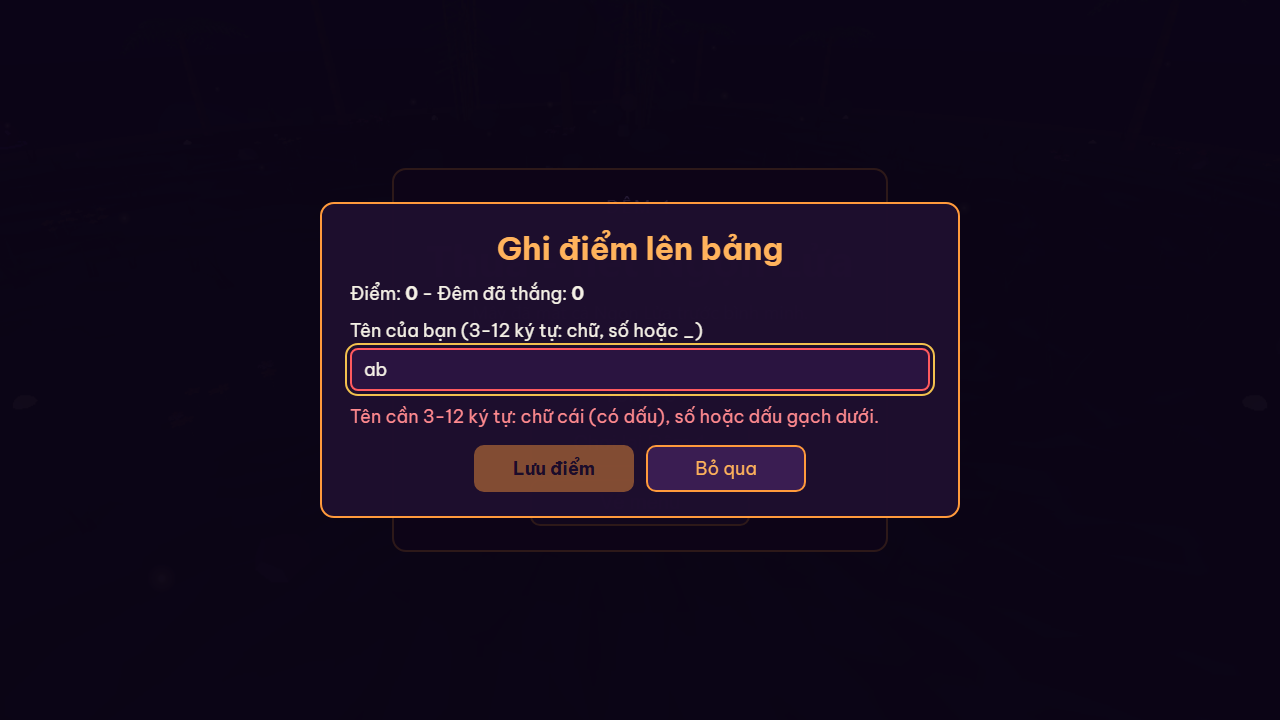 Ghi điểm lên bảng
Điểm: 0 - Đêm đã thắng: 0
Tên của bạn (3-12 ký tự: chữ, số hoặc _)
ab
Tên cần 3-12 ký tự: chữ cái (có dấu), số hoặc dấu gạch dưới.
Lưu điểm
Bỏ qua